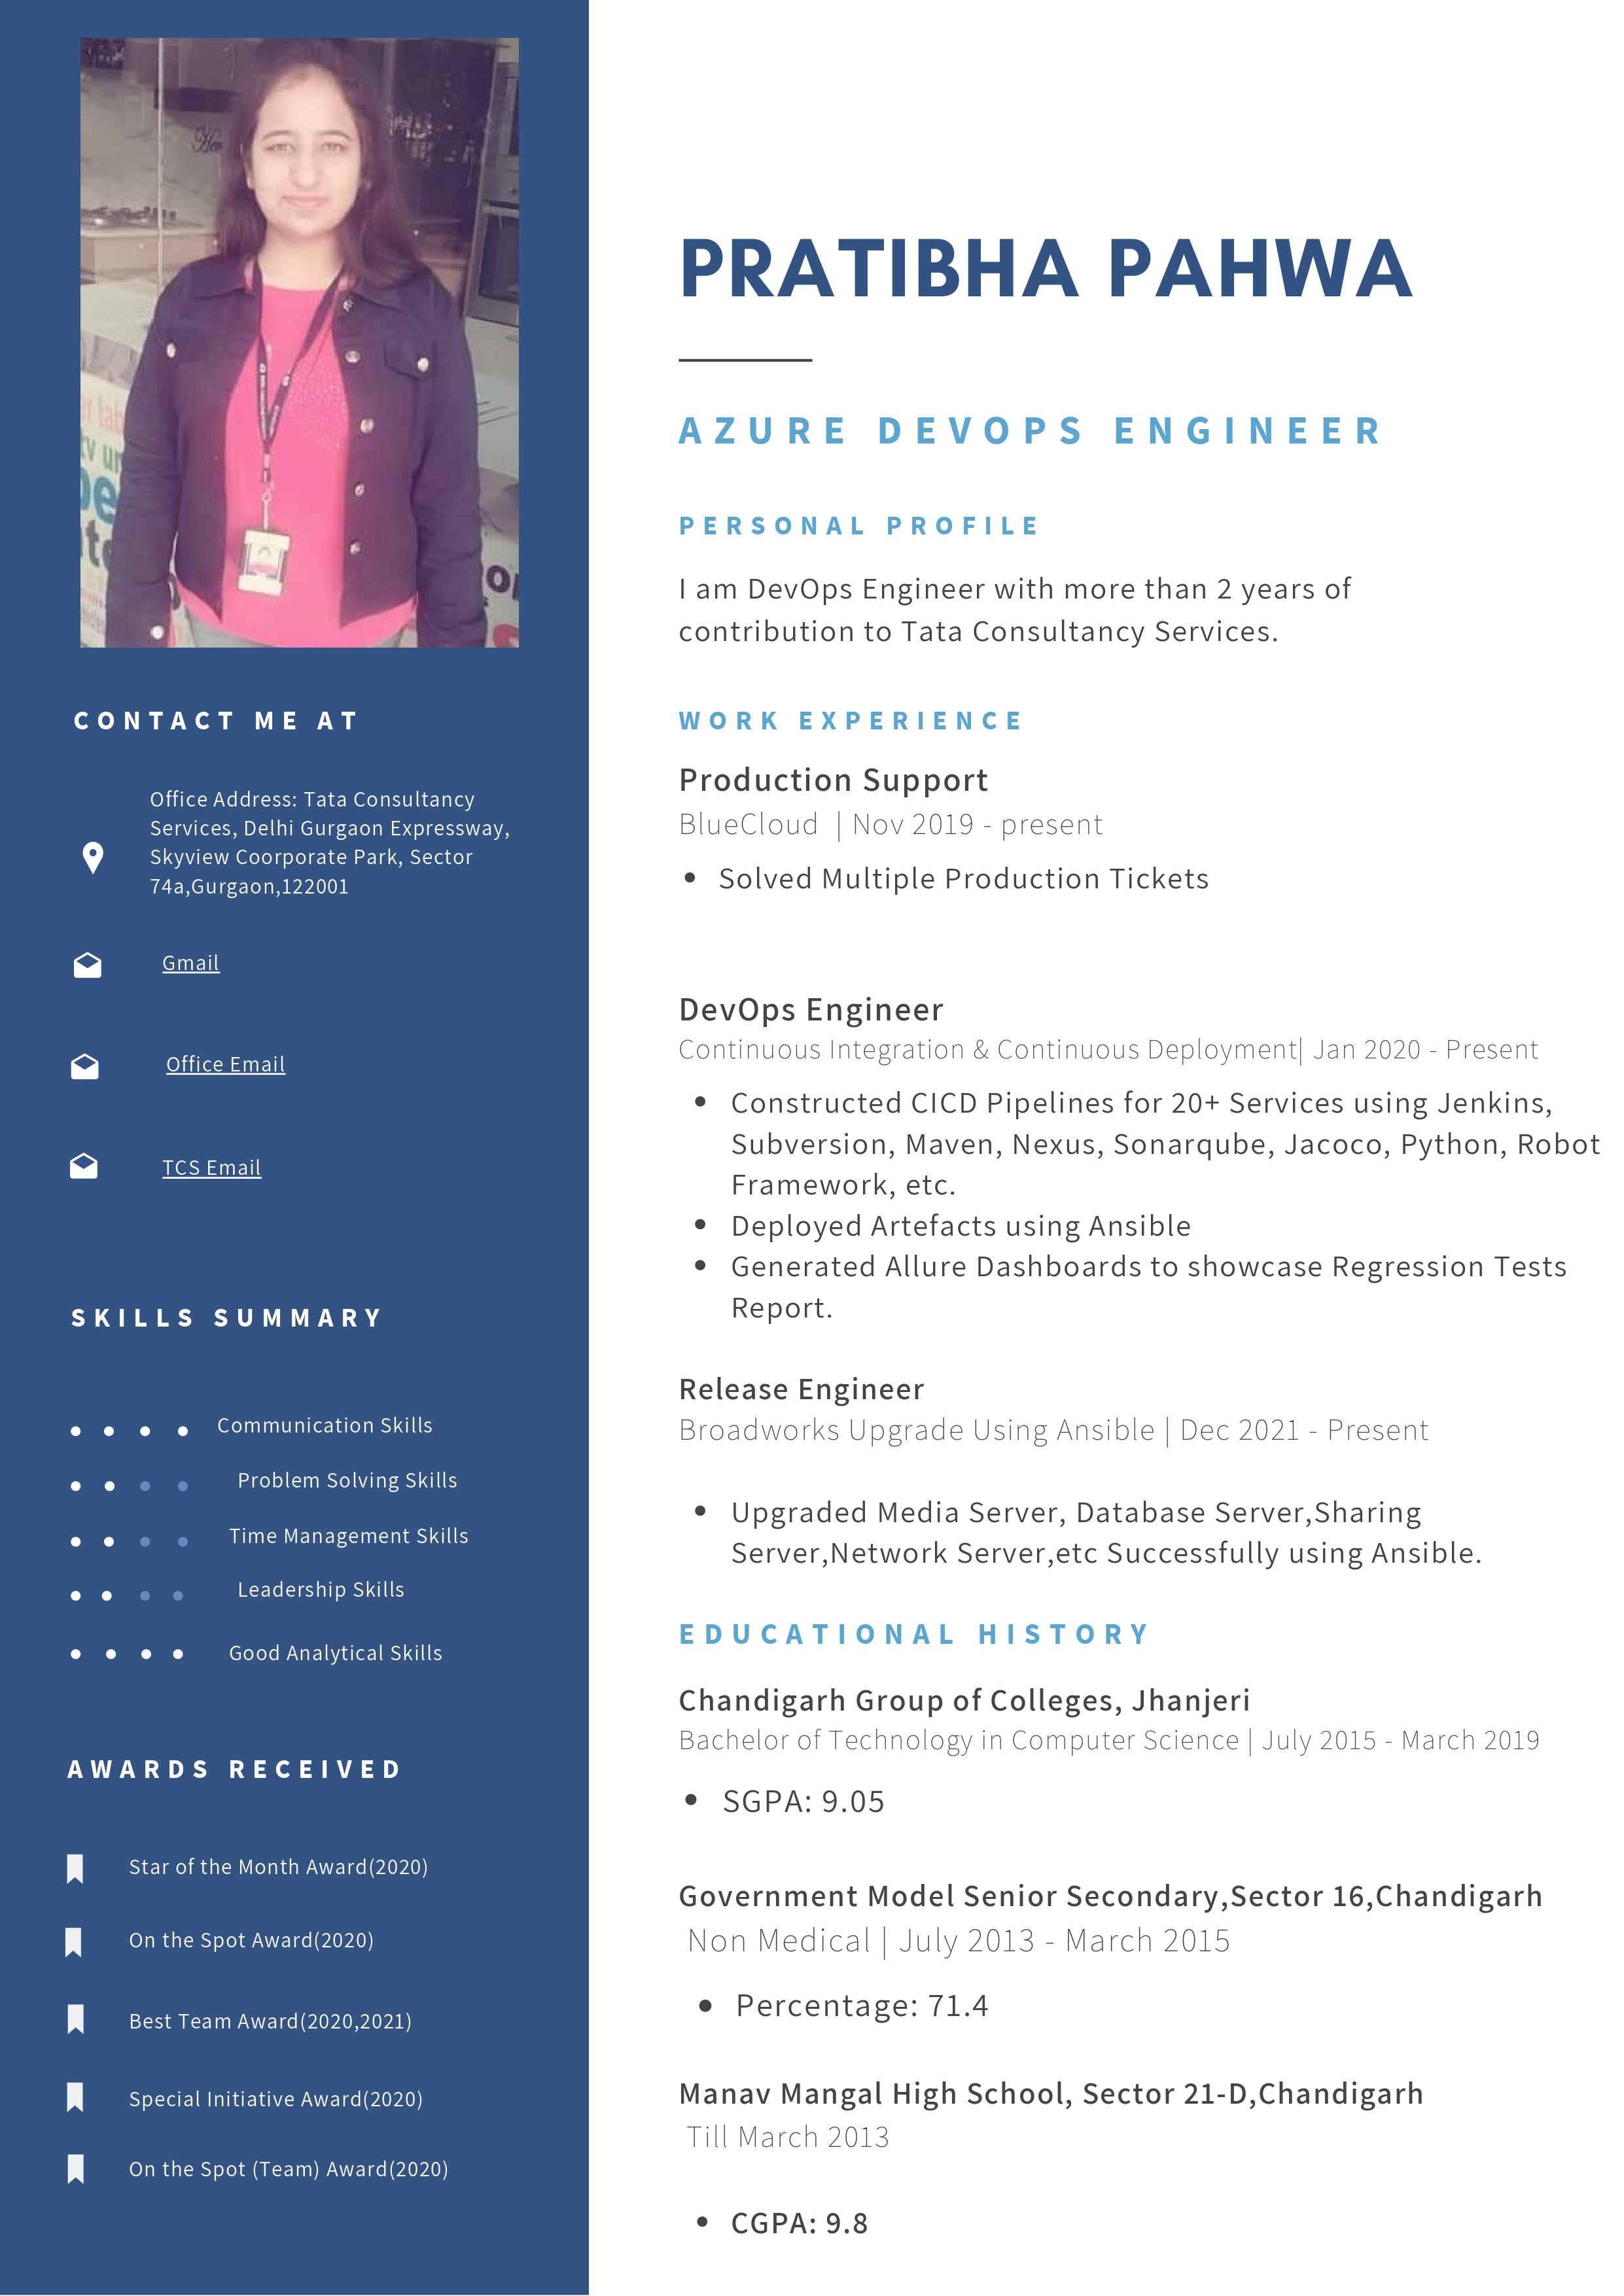 PRATIBHA PAHWA
AZURE DEVOPS ENGINEER
PERSONAL PROFILE
I am DevOps Engineer with more than 2 years of
contribution to Tata Consultancy Services.
CONTACT ME AT
Office Address: Tata Consultancy
Services, Delhi Gurgaon Expressway,
Skyview Coorporate Park, Sector
74a,Gurgaon,122001
Gmail
Office Email
TCS Email
SKILLS SUMMARY
Communication Skills
Problem Solving Skills
Time Management Skills
Leadership Skills
Good Analytical Skills
AWARDS RECEIVED
Star of the Month Award(2020)
On the Spot Award(2020)
Best Team Award(2020,2021)
Special Initiative Award(2020)
On the Spot (Team) Award(2020)
WORK EXPERIENCE
Production Support
BlueCloud | Nov 2019 - present
• Solved Multiple Production Tickets
DevOps Engineer
Continuous Integration & Continuous Deployment| Jan 2020 - Present
• Constructed CICD Pipelines for 20+ Services using Jenkins,
Subversion, Maven, Nexus, Sonarqube, Jacoco, Python, Robot
Framework, etc.
• Deployed Artefacts using Ansible
• Generated Allure Dashboards to showcase Regression Tests
Report.
Release Engineer
Broadworks Upgrade Using Ansible | Dec 2021 - Present
• Upgraded Media Server, Database Server,Sharing
Server,Network Server,etc Successfully using Ansible.
EDUCATIONAL HISTORY
Chandigarh Group of Colleges, Jhanjeri
Bachelor of Technology in Computer Science | July 2015 - March 2019
• SGPA: 9.05
Government Model Senior Secondary,Sector 16,Chandigarh
Non Medical | July 2013 - March 2015
• Percentage: 71.4
Manav Mangal High School, Sector 21-D,Chandigarh
Till March 2013
• CGPA: 9.8